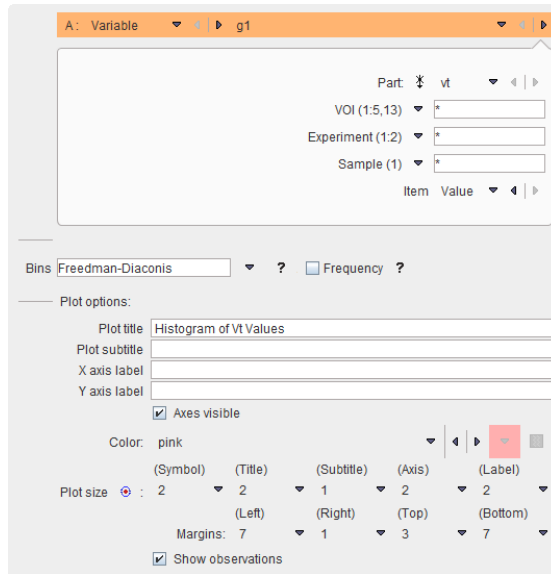 A: Variable g1
Part: vt
VOI (1:5,13) *
Experiment (1:2) *
Sample (1) *
Item Value
Bins Freedman-Diaconis ? Frequency ?
Plot options:
Plot title Histogram of Vt Values
Plot subtitle
X axis label
Y axis label
Axes visible
Color: pink
(Symbol) (Title) (Subtitle) (Axis) (Label)
Plot size : 2 2 1 2 2
(Left) (Right) (Top) (Bottom)
Margins: 7 1 3 7
Show observations